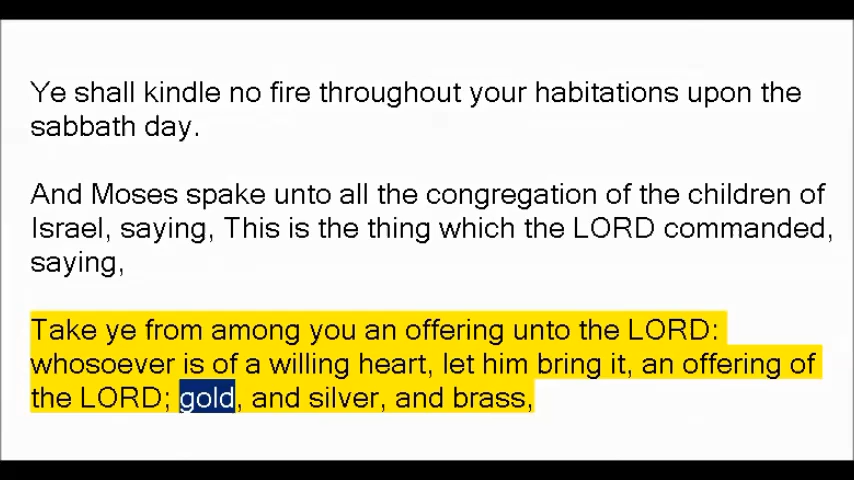 Ye shall kindle no fire throughout your habitations upon the
sabbath day.
And Moses spake unto all the congregation of the children of
Israel, saying, This is the thing which the LORD commanded,
saying,
Take ye from among you an offering unto the LORD:
whosoever is of a willing heart, let him bring it, an offering of
the LORD; gold, and silver, and brass,